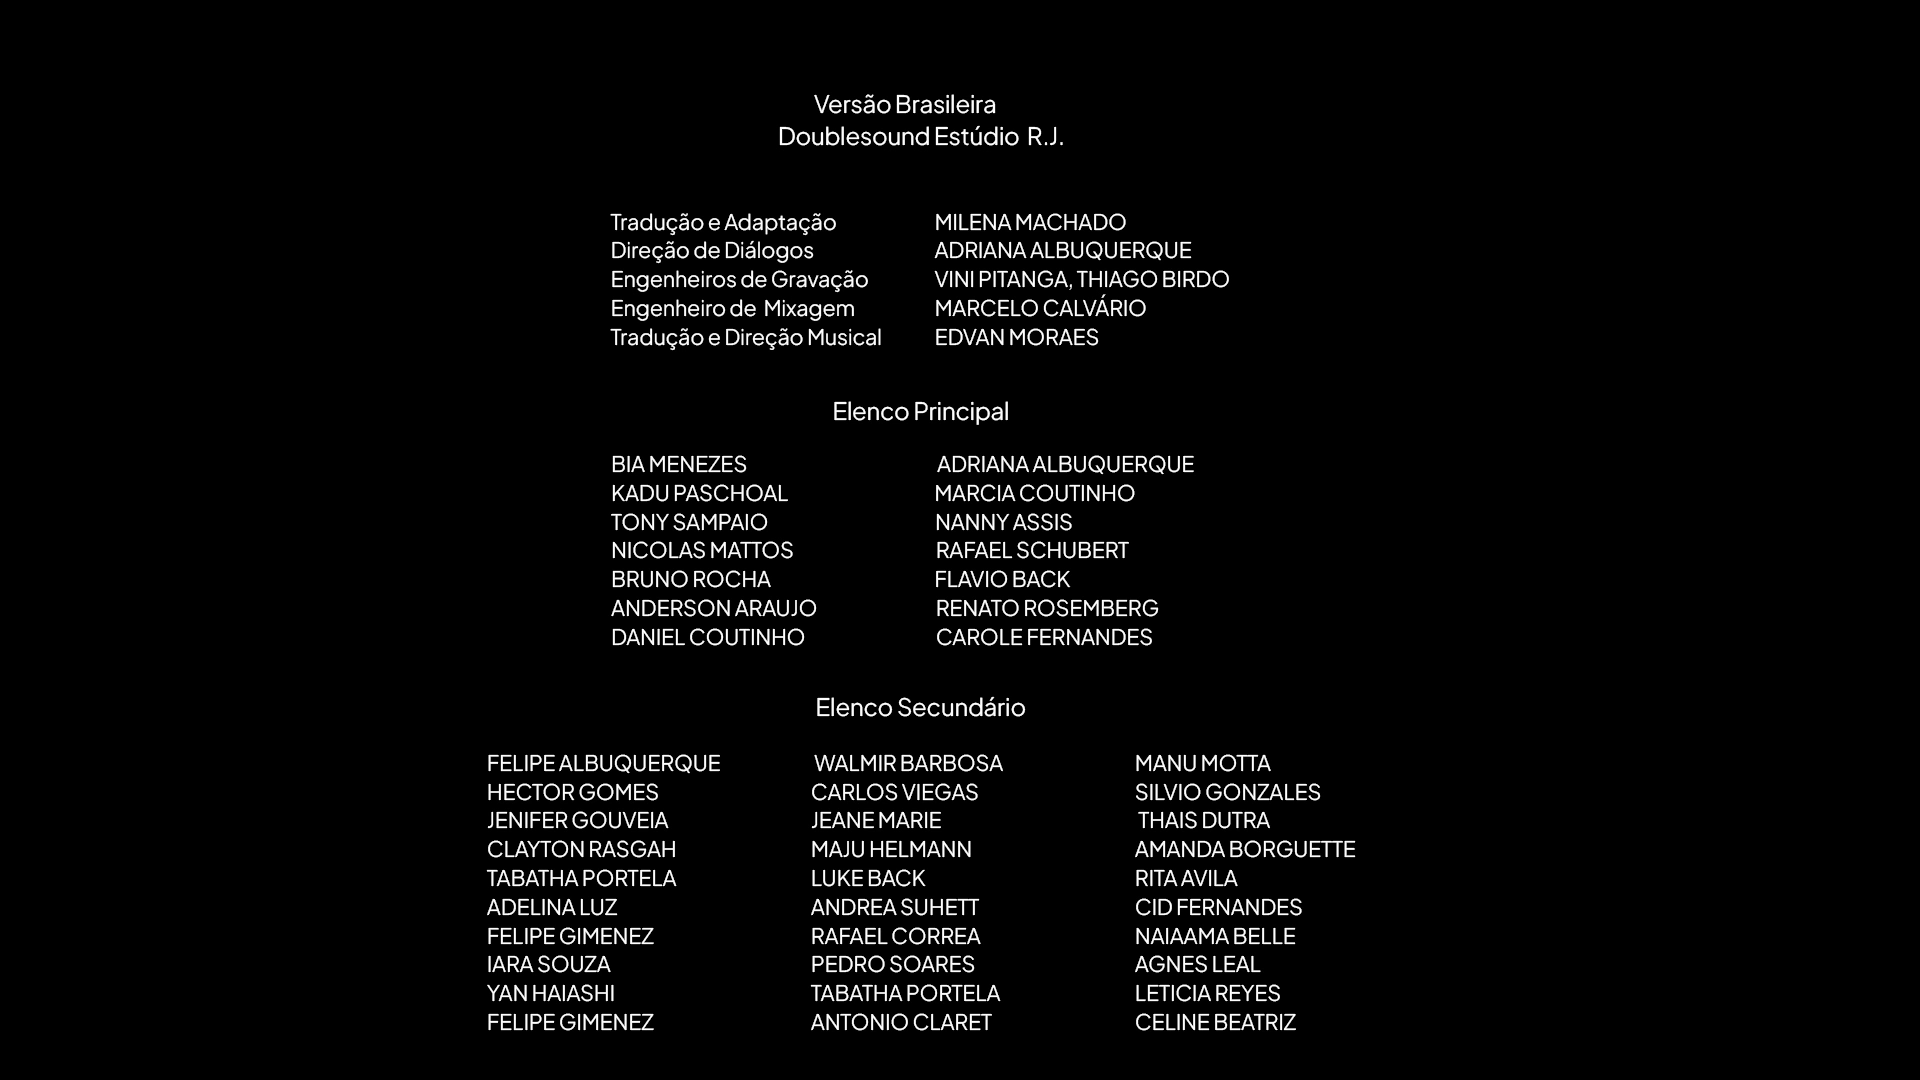 Versão Brasileira
Doublesound Estúdio R.J.
Tradução e Adaptação MILENA MACHADO
Direção de Diálogos ADRIANA ALBUQUERQUE
Engenheiros de Gravação VINI PITANGA, THIAGO BIRDO
Engenheiro de Mixagem MARCELO CALVÁRIO
Tradução e Direção Musical EDVAN MORAES
Elenco Principal
BIA MENEZES ADRIANA ALBUQUERQUE
KADU PASCHOAL MARCIA COUTINHO
TONY SAMPAIO NANNY ASSIS
NICOLAS MATTOS RAFAEL SCHUBERT
BRUNO ROCHA FLAVIO BACK
ANDERSON ARAUJO RENATO ROSEMBERG
DANIEL COUTINHO CAROLE FERNANDES
Elenco Secundário
FELIPE ALBUQUERQUE WALMIR BARBOSA MANU MOTTA
HECTOR GOMES CARLOS VIEGAS SILVIO GONZALES
JENIFER GOUVEIA JEANE MARIE THAIS DUTRA
CLAYTON RASGAH MAJU HELMANN AMANDA BORGUETTE
TABATHA PORTELA LUKE BACK RITA AVILA
ADELINA LUZ ANDREA SUHETT CID FERNANDES
FELIPE GIMENEZ RAFAEL CORREA NAIAAMA BELLE
IARA SOUZA PEDRO SOARES AGNES LEAL
YAN HAIASHI TABATHA PORTELA LETICIA REYES
FELIPE GIMENEZ ANTONIO CLARET CELINE BEATRIZ